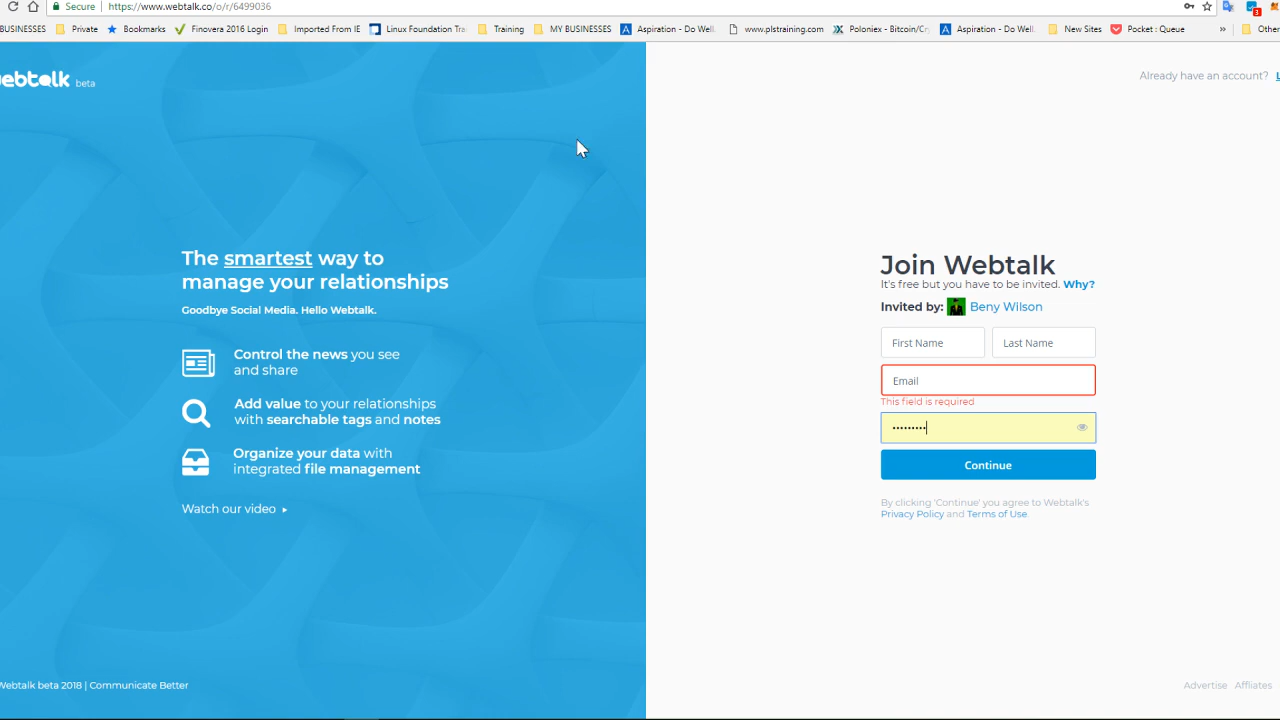 Secure https://www.webtalk.co/o/r/6499036
BUSINESSES Private Bookmarks Finovera 2016 Login Imported From IE Linux Foundation Tra Training MY BUSINESSES Aspiration - Do Well. www.plstraining.com Poloniex - Bitcoin/Cry Aspiration - Do Well. New Sites Pocket : Queue » Other
webtalk beta
Already have an account? L
The smartest way to
manage your relationships
Goodbye Social Media. Hello Webtalk.
Control the news you see
and share
Add value to your relationships
with searchable tags and notes
Organize your data with
integrated file management
Watch our video
Join Webtalk
It's free but you have to be invited. Why?
Invited by: Beny Wilson
First Name Last Name
Email
This field is required
•••••••••
Continue
By clicking 'Continue' you agree to Webtalk's
Privacy Policy and Terms of Use.
Webtalk beta 2018 | Communicate Better
Advertise Affliates